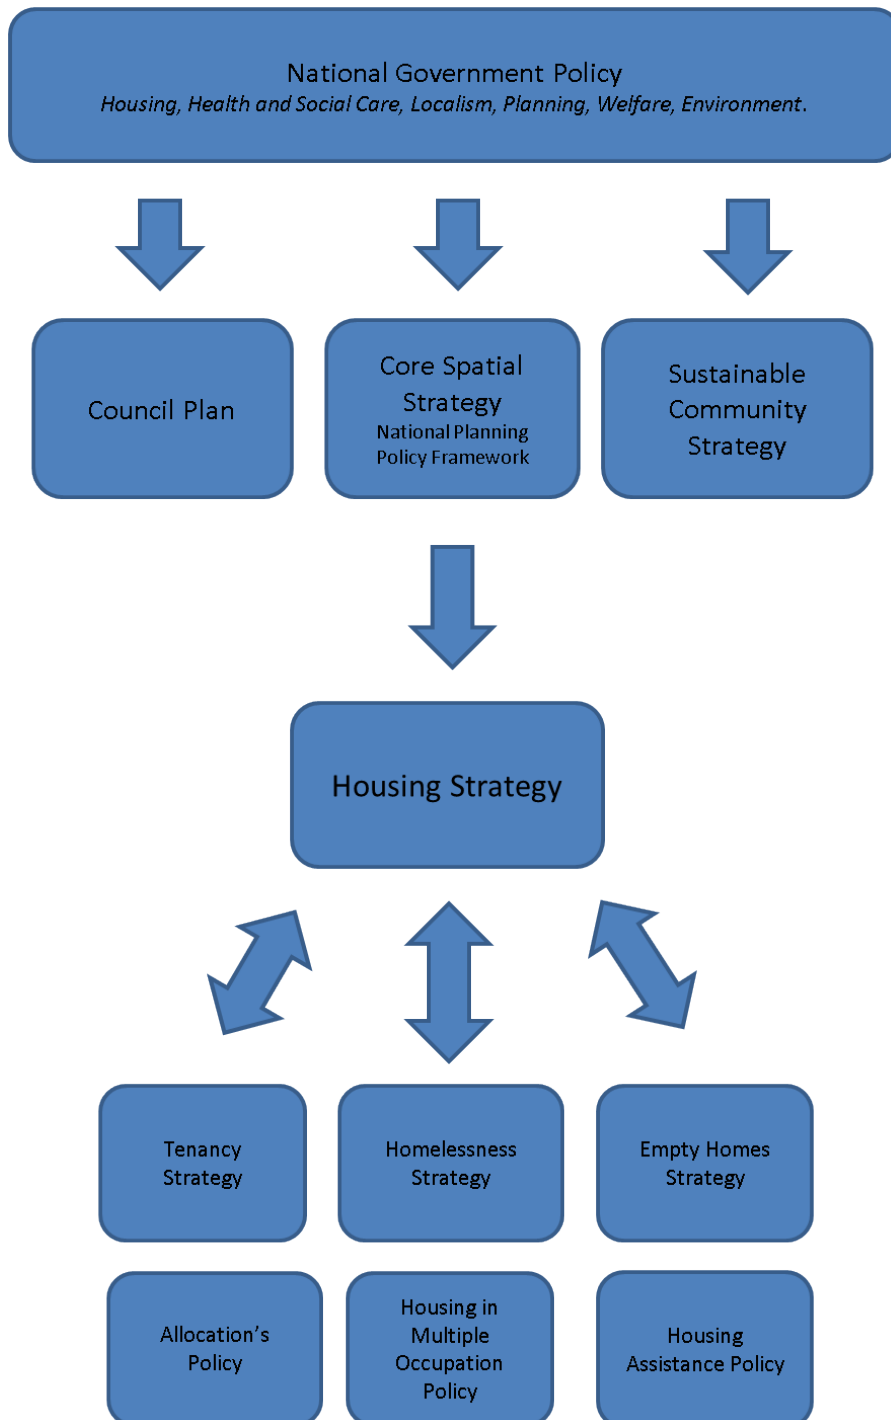 National Government Policy
Housing, Health and Social Care, Localism, Planning, Welfare, Environment.
Council Plan
Core Spatial
Strategy
National Planning
Policy Framework
Sustainable
Community
Strategy
Housing Strategy
Tenancy
Strategy
Homelessness
Strategy
Empty Homes
Strategy
Allocation's
Policy
Housing in
Multiple
Occupation
Policy
Housing
Assistance Policy